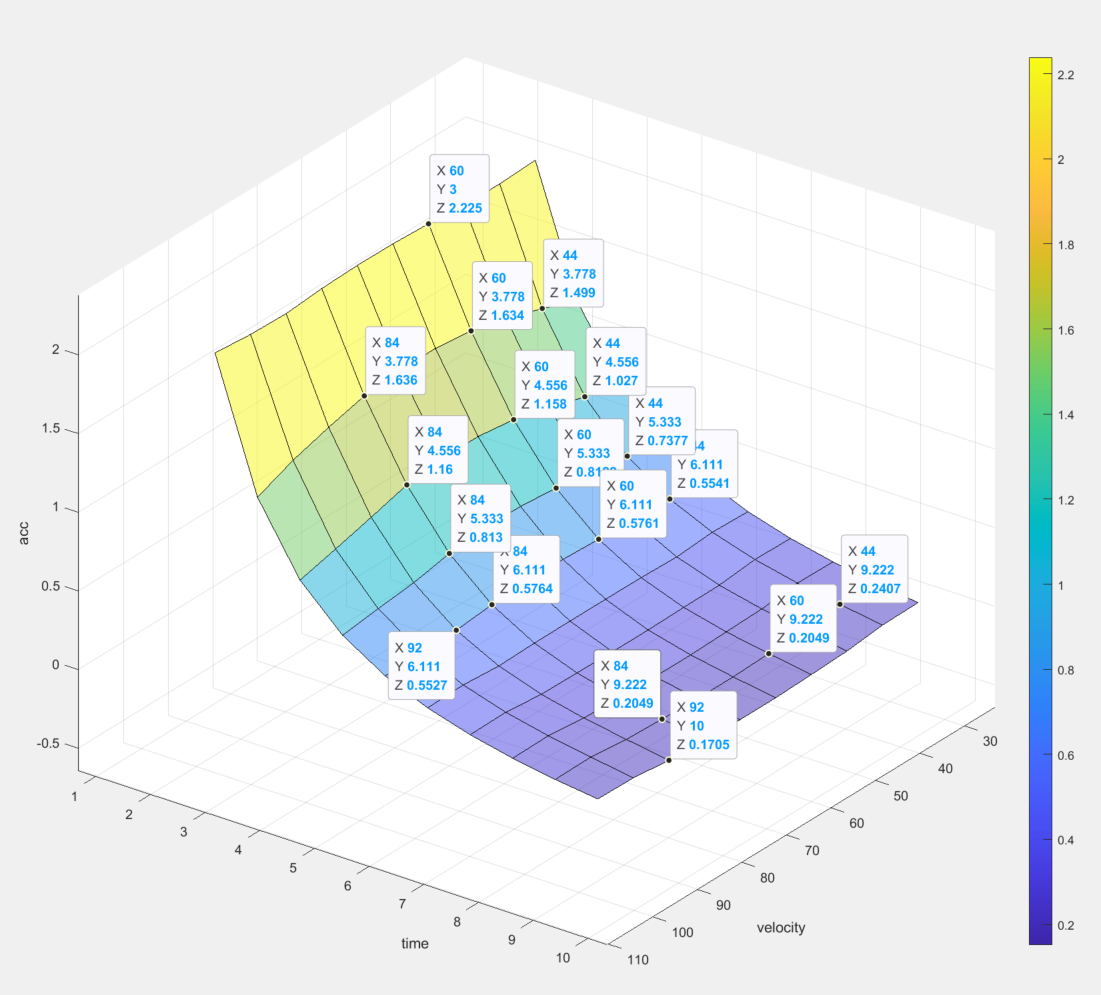 X 60
Y 3
Z 2.225
X 44
Y 3.778
Z 1.499
X 60
Y 3.778
Z 1.634
X 84
Y 3.778
Z 1.636
X 44
Y 4.556
Z 1.027
X 60
Y 4.556
Z 1.158
X 44
Y 5.333
Z 0.7377
X 84
Y 4.556
Z 1.16
X 60
Y 5.333
Y 6.111
Z 0.5541
X 60
Y 6.111
Z 0.5761
X 84
Y 5.333
Z 0.813
84
Y 6.111
Z 0.5764
X 44
Y 9.222
Z 0.2407
X 60
Y 9.222
Z 0.2049
X 92
Y 6.111
Z 0.5527
X 84
Y 9.222
Z 0.2049
X 92
Y 10
Z 0.1705
acc
2
1.5
1
0.5
0
-0.5
1
2
3
4
5
6
7
8
9
10
time
30
40
50
60
70
80
90
100
110
velocity
2.2
2
1.8
1.6
1.4
1.2
1
0.8
0.6
0.4
0.2